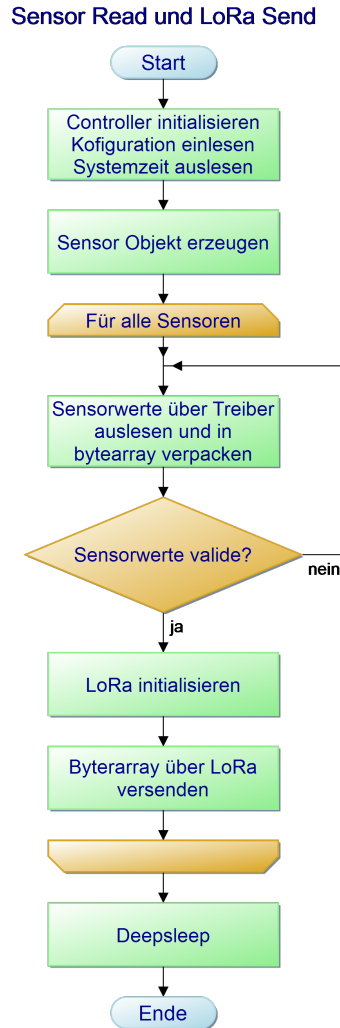 Sensor Read und LoRa Send
Start
Controller initialisieren
Kofiguration einlesen
Systemzeit auslesen
Sensor Objekt erzeugen
Für alle Sensoren
Sensorwerte über Treiber
auslesen und in
bytearray verpacken
Sensorwerte valide?
nein
ja
LoRa initialisieren
Byterarray über LoRa
versenden
Deepsleep
Ende